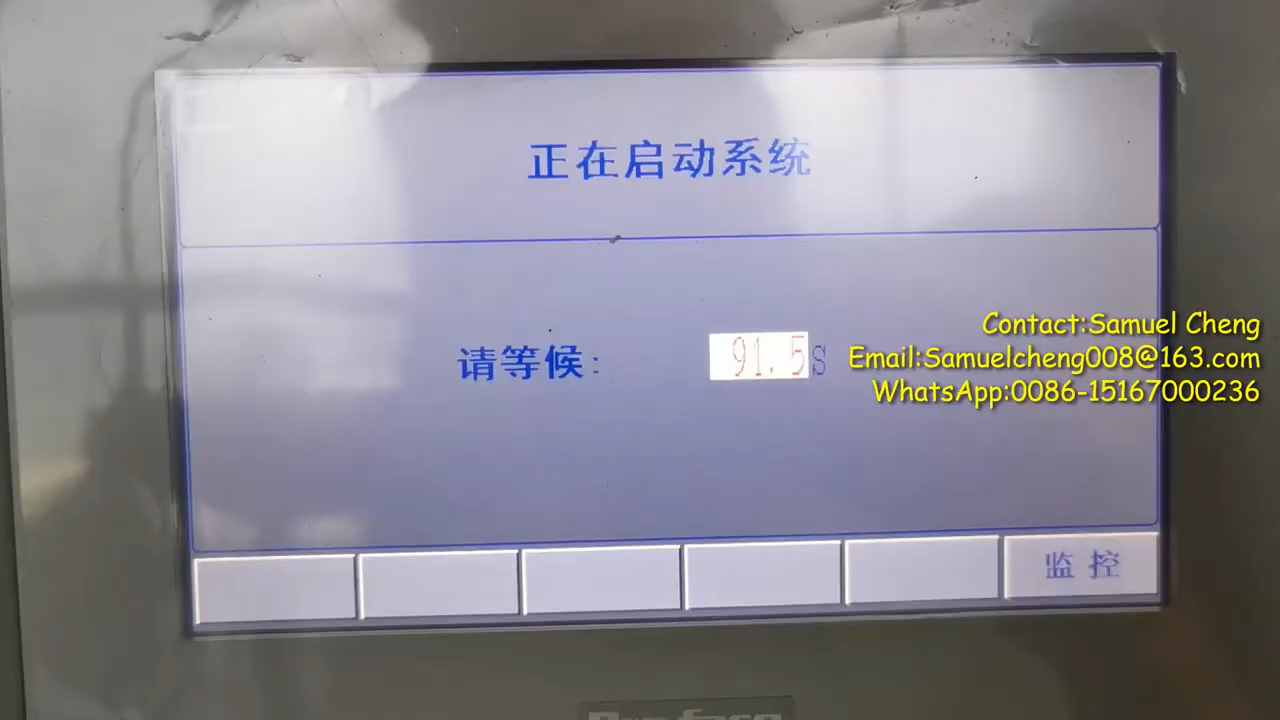 正在启动系统
请等候: 91.5S
Contact:Samuel Cheng
Email:Samuelcheng008@163.com
WhatsApp:0086-15167000236
监控